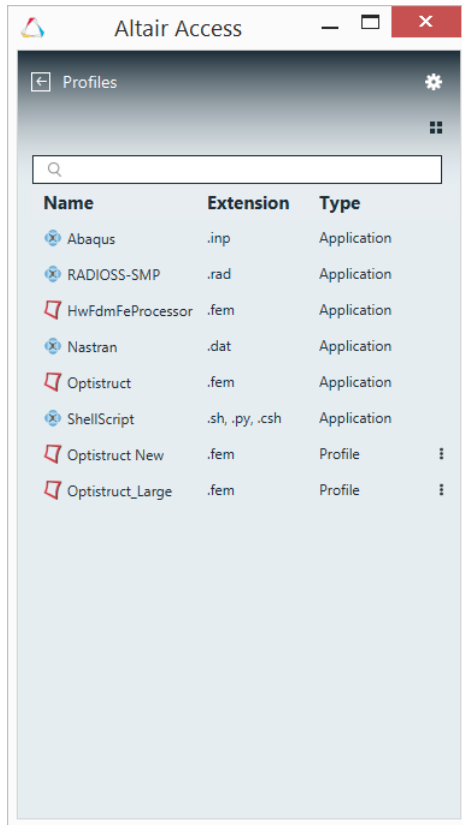 Altair Access
Profiles
Name Extension Type
Abaqus .inp Application
RADIOSS-SMP .rad Application
HwFdmFeProcessor .fem Application
Nastran .dat Application
Optistruct .fem Application
ShellScript .sh, .py, .csh Application
Optistruct New .fem Profile
Optistruct_Large .fem Profile